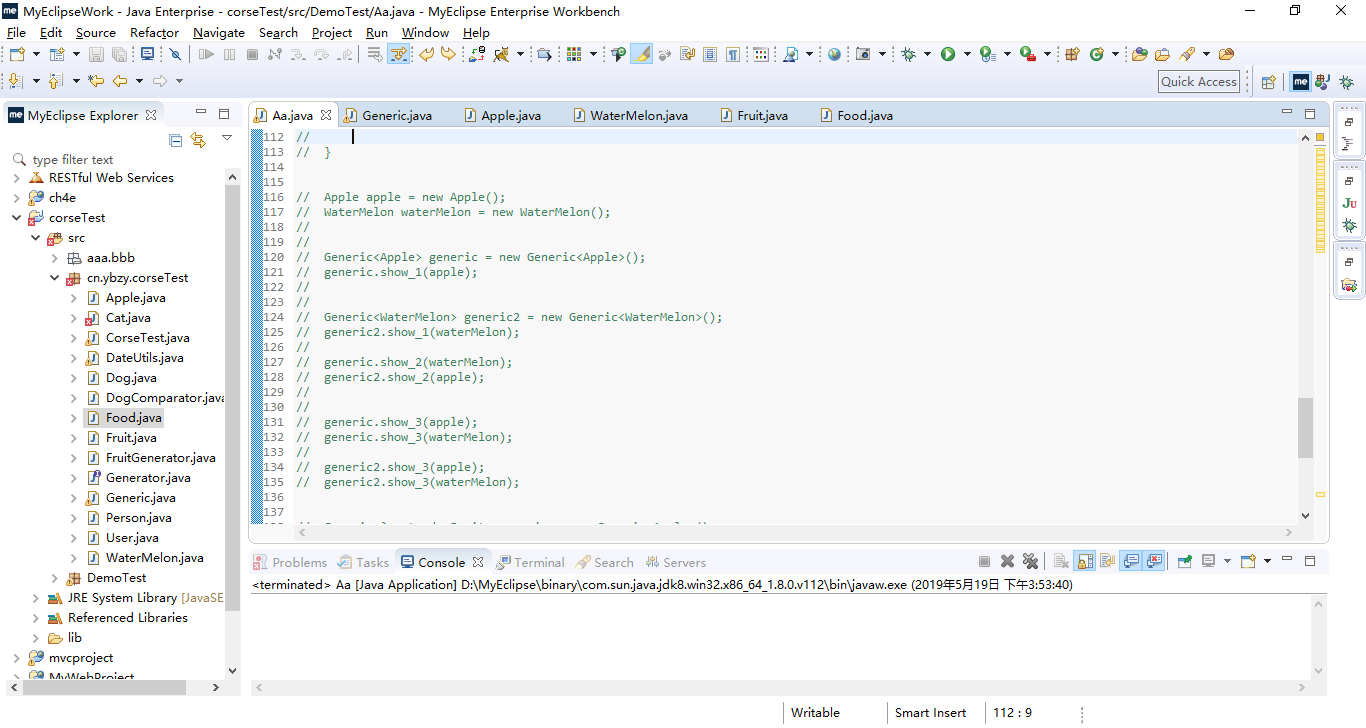 MyEclipseWork - Java Enterprise - corseTest/src/DemoTest/Aa.java - MyEclipse Enterprise Workbench
File Edit Source Refactor Navigate Search Project Run Window Help
Quick Access
MyEclipse Explorer
type filter text
RESTful Web Services
ch4e
corseTest
src
aaa.bbb
cn.ybzy.corseTest
Apple.java
Cat.java
CorseTest.java
DateUtils.java
Dog.java
DogComparator.java
Food.java
Fruit.java
FruitGenerator.java
Generator.java
Generic.java
Person.java
User.java
WaterMelon.java
DemoTest
JRE System Library [JavaSE
Referenced Libraries
lib
mvcproject
MyWebProject
Aa.java Generic.java Apple.java WaterMelon.java Fruit.java Food.java
112 //
113 // }
114
115
116 // Apple apple = new Apple();
117 // WaterMelon waterMelon = new WaterMelon();
118 //
119 //
120 // Generic<Apple> generic = new Generic<Apple>();
121 // generic.show_1(apple);
122 //
123 //
124 // Generic<WaterMelon> generic2 = new Generic<WaterMelon>();
125 // generic2.show_1(waterMelon);
126 //
127 // generic.show_2(waterMelon);
128 // generic2.show_2(apple);
129 //
130 //
131 // generic.show_3(apple);
132 // generic.show_3(waterMelon);
133 //
134 // generic2.show_3(apple);
135 // generic2.show_3(waterMelon);
136
137
Problems Tasks Console Terminal Search Servers
<terminated> Aa [Java Application] D:\MyEclipse\binary\com.sun.java.jdk8.win32.x86_64_1.8.0.v112\bin\javaw.exe (2019年5月19日 下午3:53:40)
Writable Smart Insert 112 : 9